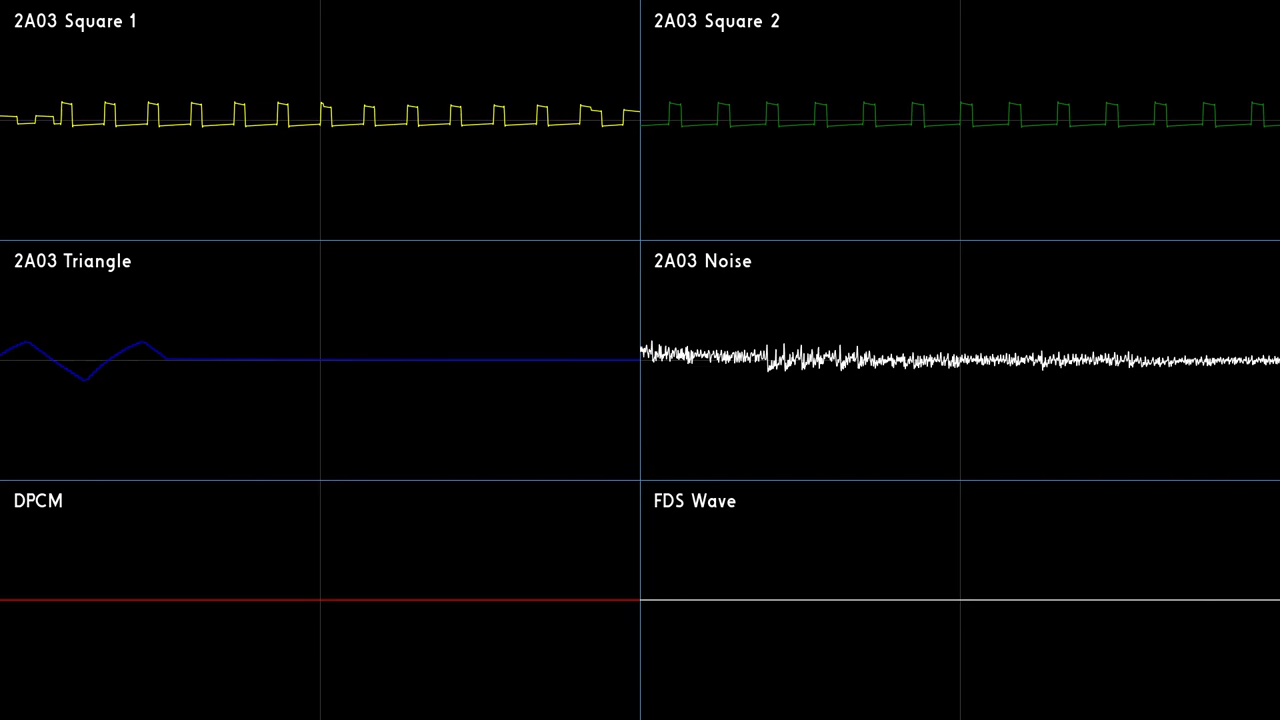 2A03 Square 1
2A03 Square 2
2A03 Triangle
2A03 Noise
DPCM
FDS Wave